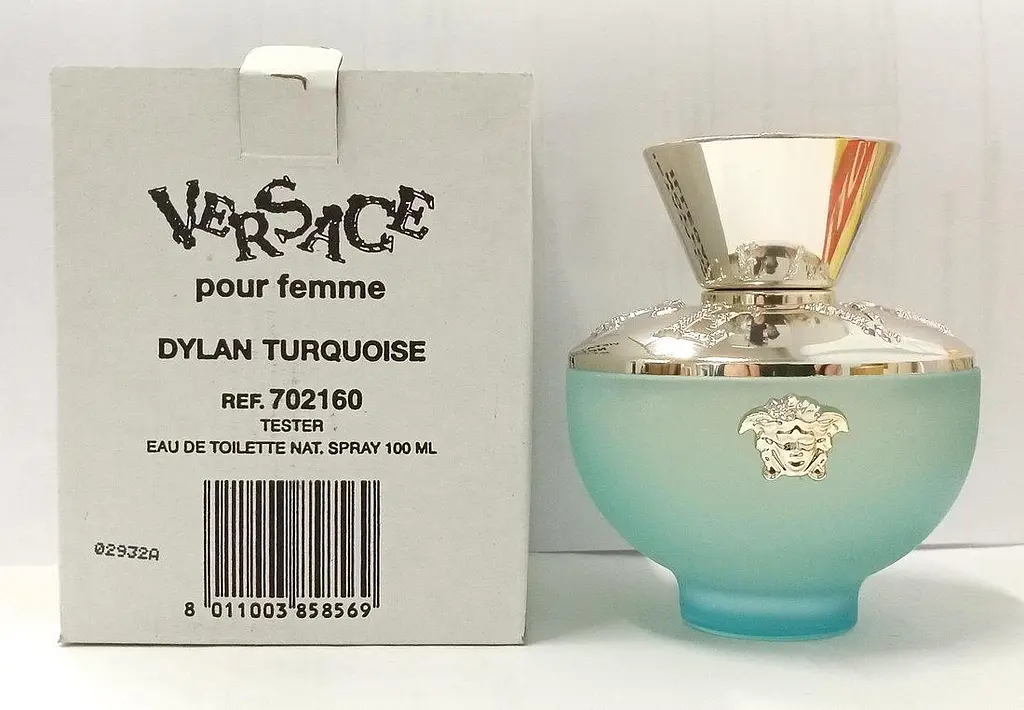 VERSACE
pour femme
DYLAN TURQUOISE
REF. 702160
TESTER
EAU DE TOILETTE NAT. SPRAY 100 ML
02932A
8 011003 858569